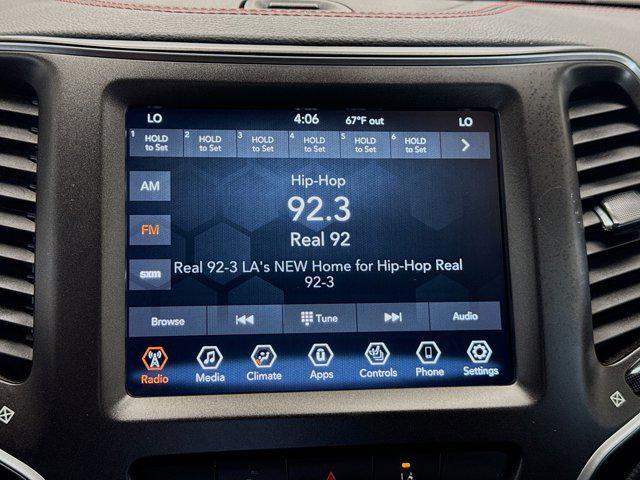 LO 4:06 67°F out LO
1 HOLD to Set 2 HOLD to Set 3 HOLD to Set 4 HOLD to Set 5 HOLD to Set 6 HOLD to Set
AM
Hip-Hop
92.3
FM
Real 92
sxm
Real 92-3 LA's NEW Home for Hip-Hop Real
92-3
Browse Tune Audio
Radio Media Climate Apps Controls Phone Settings